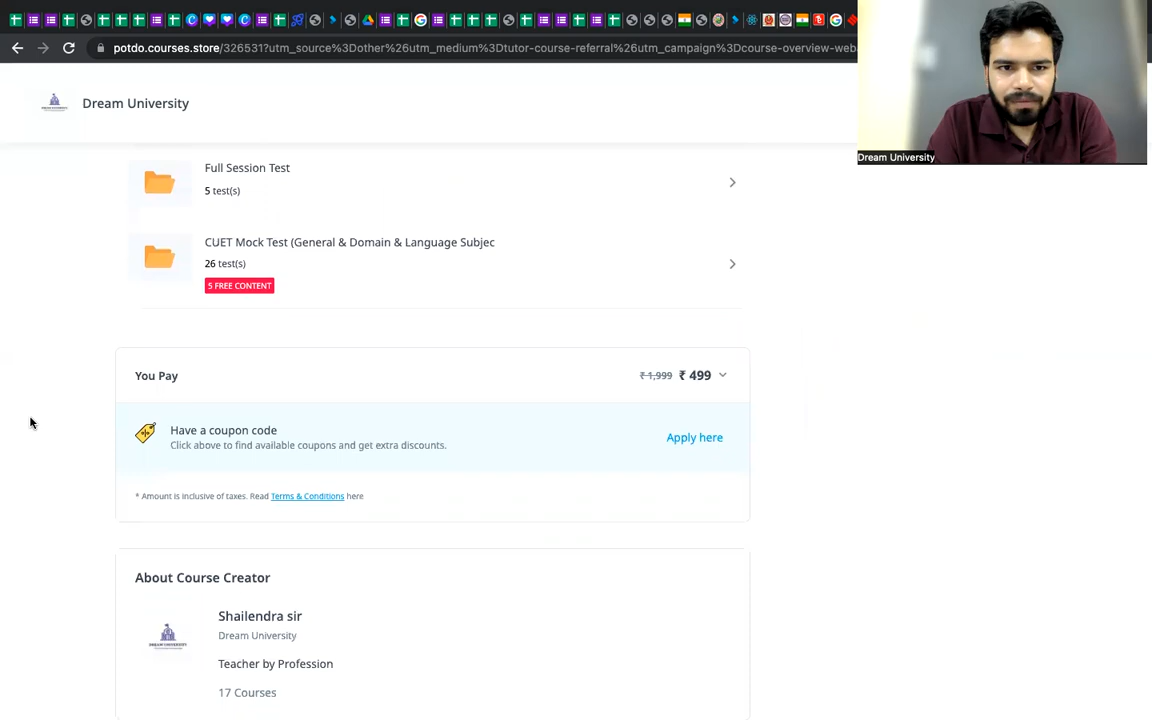 potdo.courses.store/326531?utm_source%3Dother%26utm_medium%3Dtutor-course-referral%26utm_campaign%3Dcourse-overview-web
Dream University
Dream University
Full Session Test
5 test(s)
CUET Mock Test (General & Domain & Language Subjec
26 test(s)
5 FREE CONTENT
You Pay
₹ 1,999 ₹ 499
Have a coupon code
Click above to find available coupons and get extra discounts.
Apply here
* Amount is inclusive of taxes. Read Terms & Conditions here
About Course Creator
Shailendra sir
Dream University
Teacher by Profession
17 Courses
DREAM UNIVERSITY